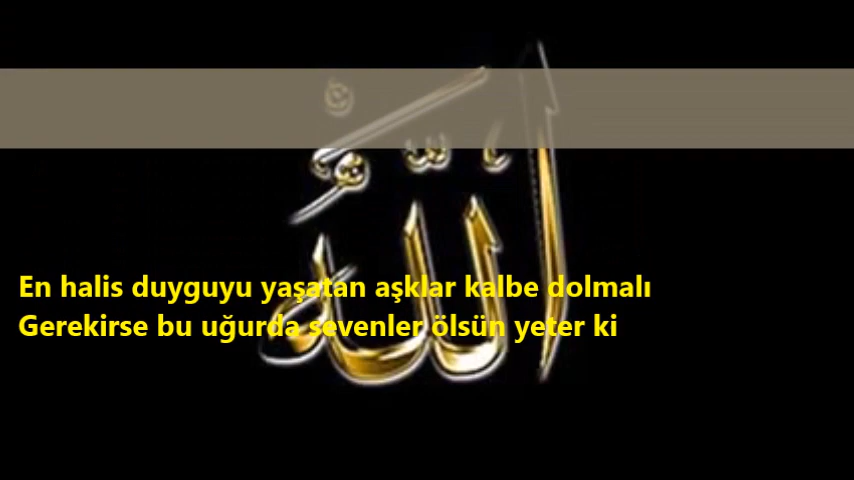 الله
En halis duyguyu yaşatan aşklar kalbe dolmalı
Gerekirse bu uğurda sevenler ölsün yeter ki